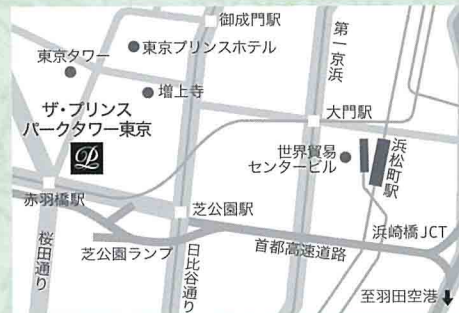 御成門駅
東京プリンスホテル
東京タワー
増上寺
第一京浜
ザ・プリンス
パークタワー東京
大門駅
世界貿易
センタービル
浜松町駅
赤羽橋駅
芝公園駅
浜崎橋JCT
芝公園ランプ
首都高速道路
桜田通り
日比谷通り
至羽田空港